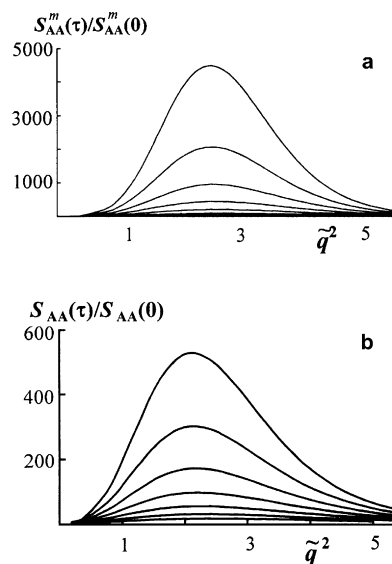 S^m_AA(τ)/S^m_AA(0)
a
5000
3000
1000
1 3 q̃² 5
S_AA(τ)/S_AA(0)
b
600
400
200
1 3 q̃² 5